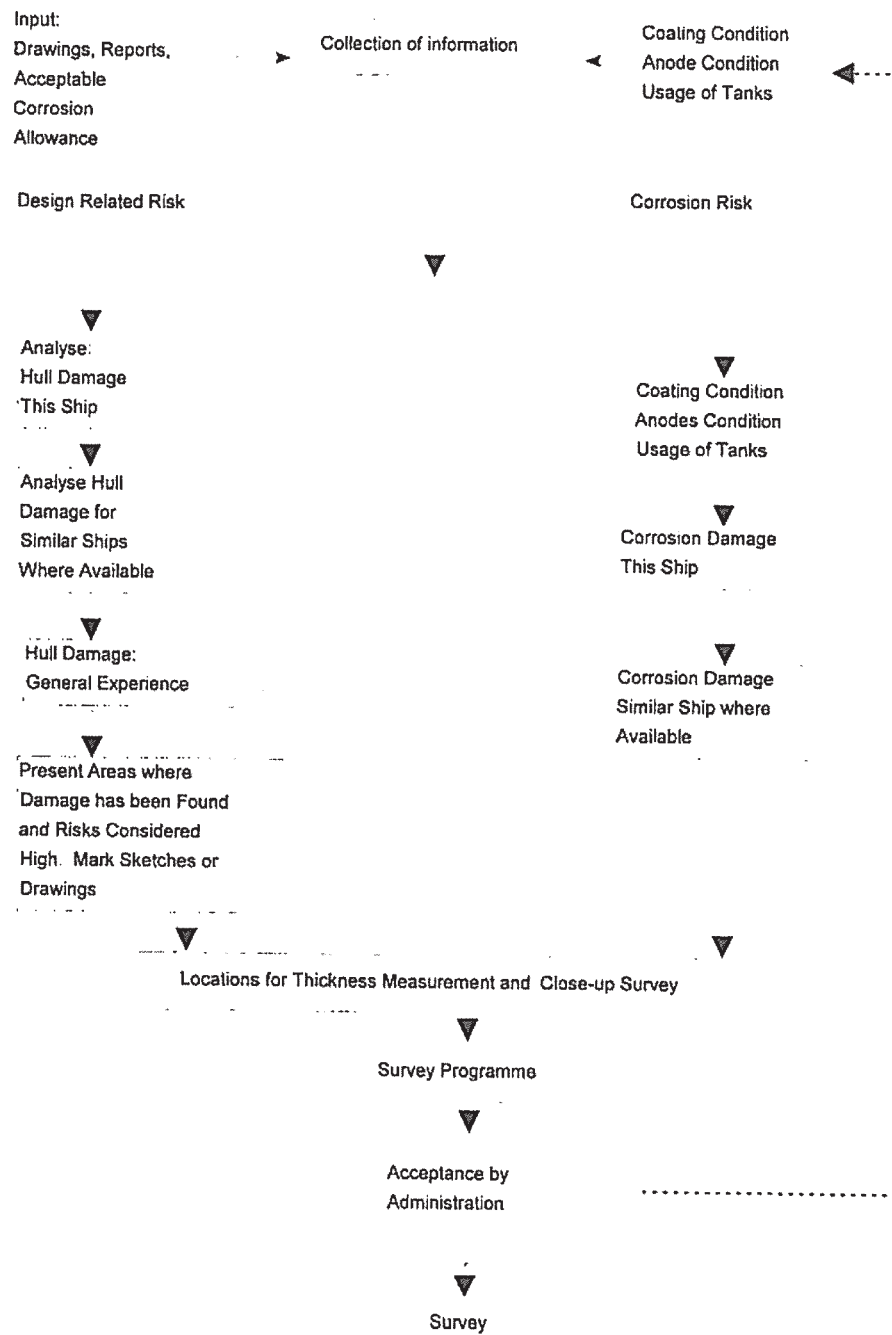 Input:
Drawings, Reports,
Acceptable
Corrosion
Allowance
Collection of information
Coating Condition
Anode Condition
Usage of Tanks
Design Related Risk
Corrosion Risk
Analyse:
Hull Damage
This Ship
Analyse Hull
Damage for
Similar Ships
Where Available
Hull Damage:
General Experience
Present Areas where
Damage has been Found
and Risks Considered
High. Mark Sketches or
Drawings
Coating Condition
Anodes Condition
Usage of Tanks
Corrosion Damage
This Ship
Corrosion Damage
Similar Ship where
Available
Locations for Thickness Measurement and Close-up Survey
Survey Programme
Acceptance by
Administration
Survey